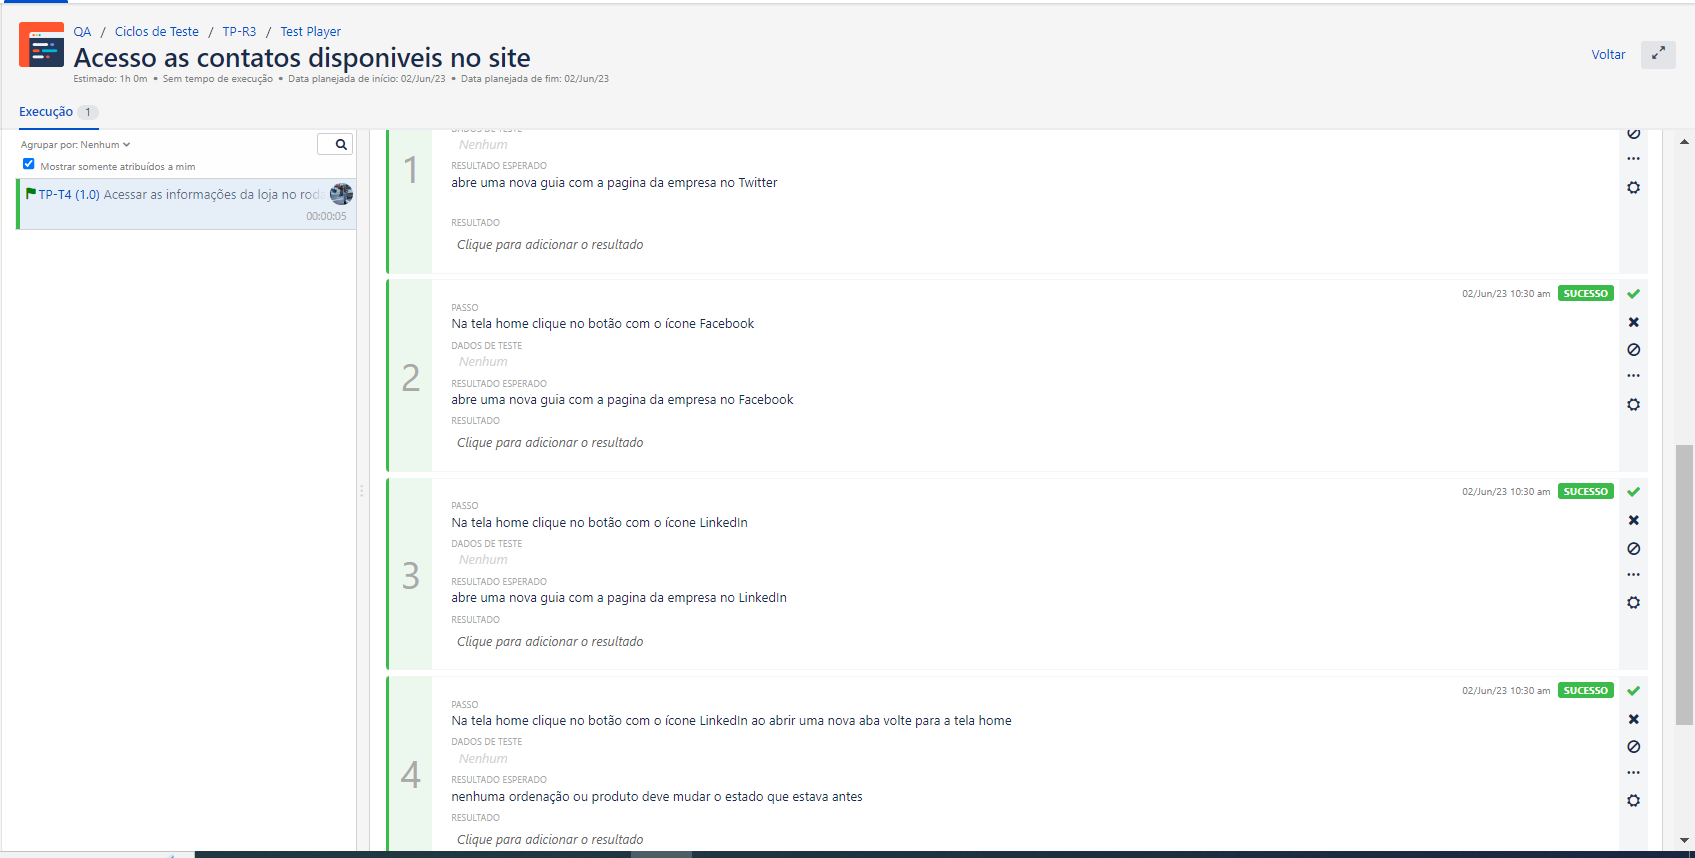 QA / Ciclos de Teste / TP-R3 / Test Player
Acesso as contatos disponiveis no site
Estimado: 1h 0m • Sem tempo de execução • Data planejada de início: 02/Jun/23 • Data planejada de fim: 02/Jun/23
Voltar
Execução 1
Agrupar por: Nenhum
Mostrar somente atribuídos a mim
TP-T4 (1.0) Acessar as informações da loja no rod
00:00:05
1
DADOS DE TESTE
Nenhum
RESULTADO ESPERADO
abre uma nova guia com a pagina da empresa no Twitter
RESULTADO
Clique para adicionar o resultado
02/Jun/23 10:30 am SUCESSO
2
PASSO
Na tela home clique no botão com o ícone Facebook
DADOS DE TESTE
Nenhum
RESULTADO ESPERADO
abre uma nova guia com a pagina da empresa no Facebook
RESULTADO
Clique para adicionar o resultado
02/Jun/23 10:30 am SUCESSO
3
PASSO
Na tela home clique no botão com o ícone LinkedIn
DADOS DE TESTE
Nenhum
RESULTADO ESPERADO
abre uma nova guia com a pagina da empresa no LinkedIn
RESULTADO
Clique para adicionar o resultado
02/Jun/23 10:30 am SUCESSO
4
PASSO
Na tela home clique no botão com o ícone LinkedIn ao abrir uma nova aba volte para a tela home
DADOS DE TESTE
Nenhum
RESULTADO ESPERADO
nenhuma ordenação ou produto deve mudar o estado que estava antes
RESULTADO
Clique para adicionar o resultado